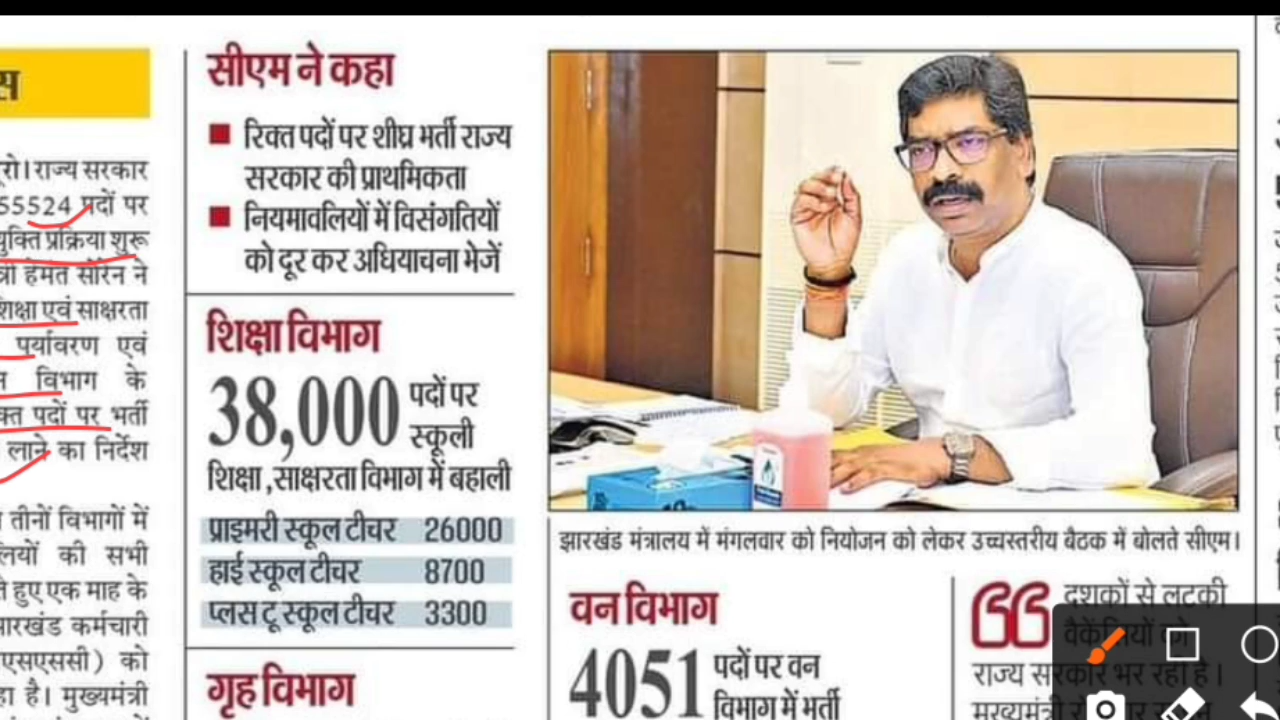 स
राज्य सरकार
55524 पदों पर
प्रक्रिया शुरू
हेमंत सोरेन ने
शिक्षा एवं साक्षरता
पर्यावरण एवं
विभाग के
पदों पर भर्ती
लाने का निर्देश
तीनों विभागों में
की सभी
हुए एक माह के
कर्मचारी
को
है। मुख्यमंत्री
सीएम ने कहा
रिक्त पदों पर शीघ्र भर्ती राज्य
सरकार की प्राथमिकता
नियमावलियों में विसंगतियों
को दूर कर अधियाचना भेजें
शिक्षा विभाग
38,000 पदों पर
स्कूली
शिक्षा ,साक्षरता विभाग में बहाली
प्राइमरी स्कूल टीचर 26000
हाई स्कूल टीचर 8700
प्लस टू स्कूल टीचर 3300
गृह विभाग
झारखंड मंत्रालय में मंगलवार को नियोजन को लेकर उच्चस्तरीय बैठक में बोलते सीएम।
वन विभाग
4051 पदों पर वन
विभाग में भर्ती
दशकों से लटकी
वैकेंसियों को
राज्य सरकार भर रही है।
मुख्यमंत्री